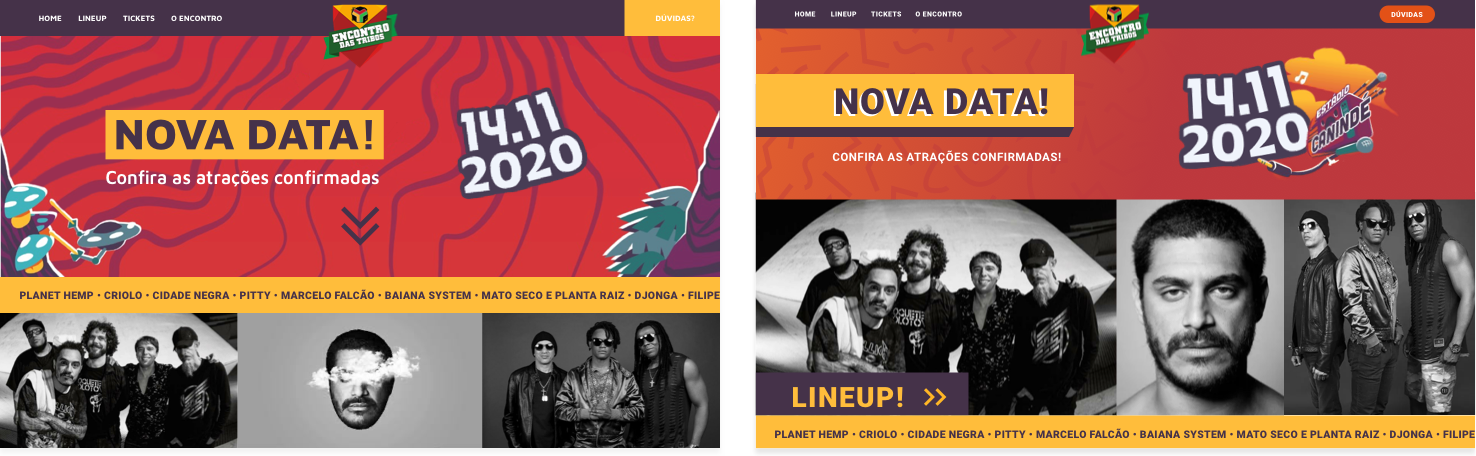 HOME LINEUP TICKETS O ENCONTRO
ENCONTRO
DAS TRIBOS
DÚVIDAS?
NOVA DATA!
Confira as atrações confirmadas
14.11
2020
PLANET HEMP • CRIOLO • CIDADE NEGRA • PITTY • MARCELO FALCÃO • BAIANA SYSTEM • MATO SECO E PLANTA RAIZ • DJONGA • FILIPE
HOME LINEUP TICKETS O ENCONTRO
ENCONTRO
DAS TRIBOS
DÚVIDAS
NOVA DATA!
CONFIRA AS ATRAÇÕES CONFIRMADAS!
14.11
2020
ESTÁDIO
CANINDÉ
LINEUP! >>
PLANET HEMP • CRIOLO • CIDADE NEGRA • PITTY • MARCELO FALCÃO • BAIANA SYSTEM • MATO SECO E PLANTA RAIZ • DJONGA • FILIPE